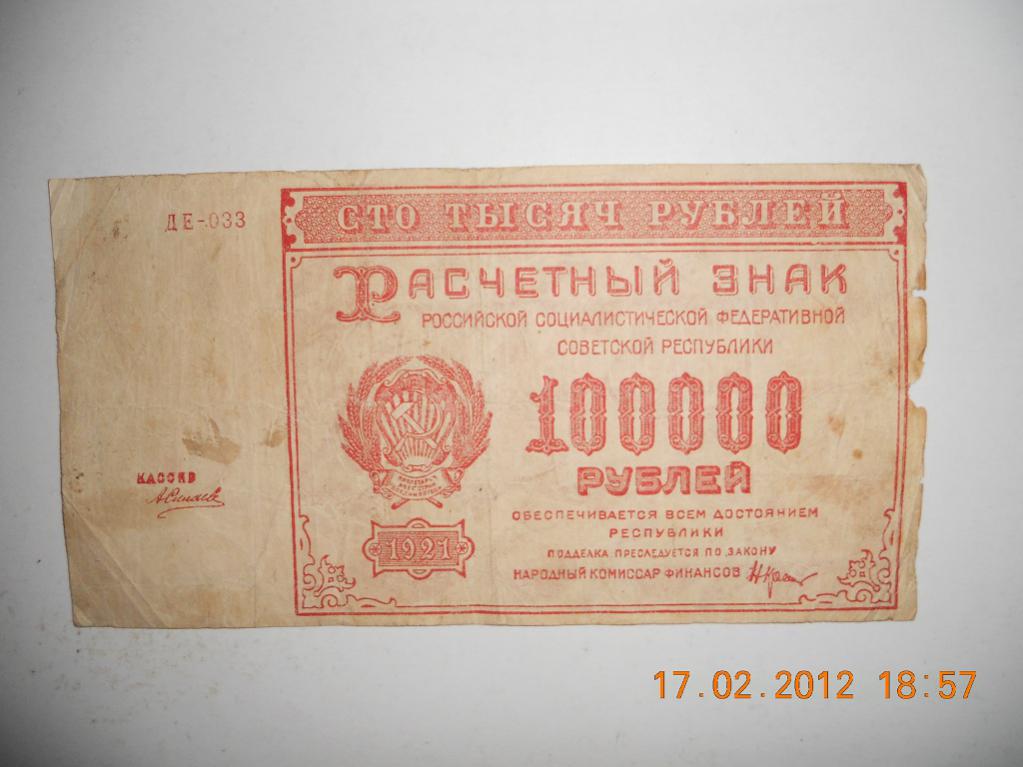 ДЕ-033
СТО ТЫСЯЧ РУБЛЕЙ
РАСЧЕТНЫЙ ЗНАК
РОССИЙСКОЙ СОЦИАЛИСТИЧЕСКОЙ ФЕДЕРАТИВНОЙ
СОВЕТСКОЙ РЕСПУБЛИКИ
100000
РУБЛЕЙ
ОБЕСПЕЧИВАЕТСЯ ВСЕМ ДОСТОЯНИЕМ
РЕСПУБЛИКИ
ПОДДЕЛКА ПРЕСЛЕДУЕТСЯ ПО ЗАКОНУ
НАРОДНЫЙ КОМИССАР ФИНАНСОВ
1921
КАССИР
17.02.2012 18:57